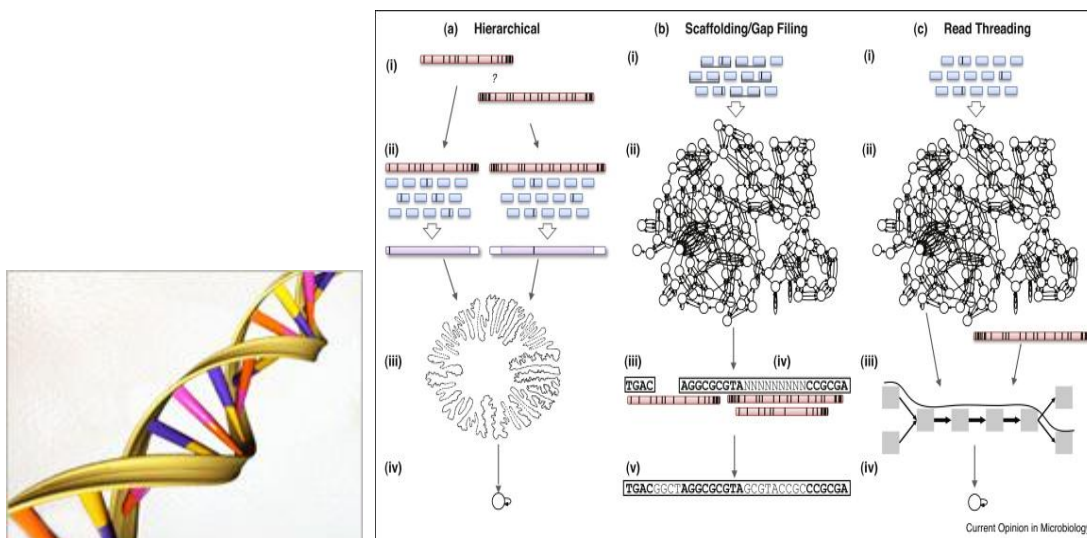 (a) Hierarchical
(b) Scaffolding/Gap Filing
(c) Read Threading
(i)
?
(ii)
(iii)
(iv)
(i)
(ii)
(iii)
(iv)
TGAC
AGGCGCGTANNNNNNNNNCCGCGA
(v)
TGACGGCTAGGCGCGTAGCGTACCGCCCGCGA
(i)
(ii)
(iii)
(iv)
Current Opinion in Microbiology